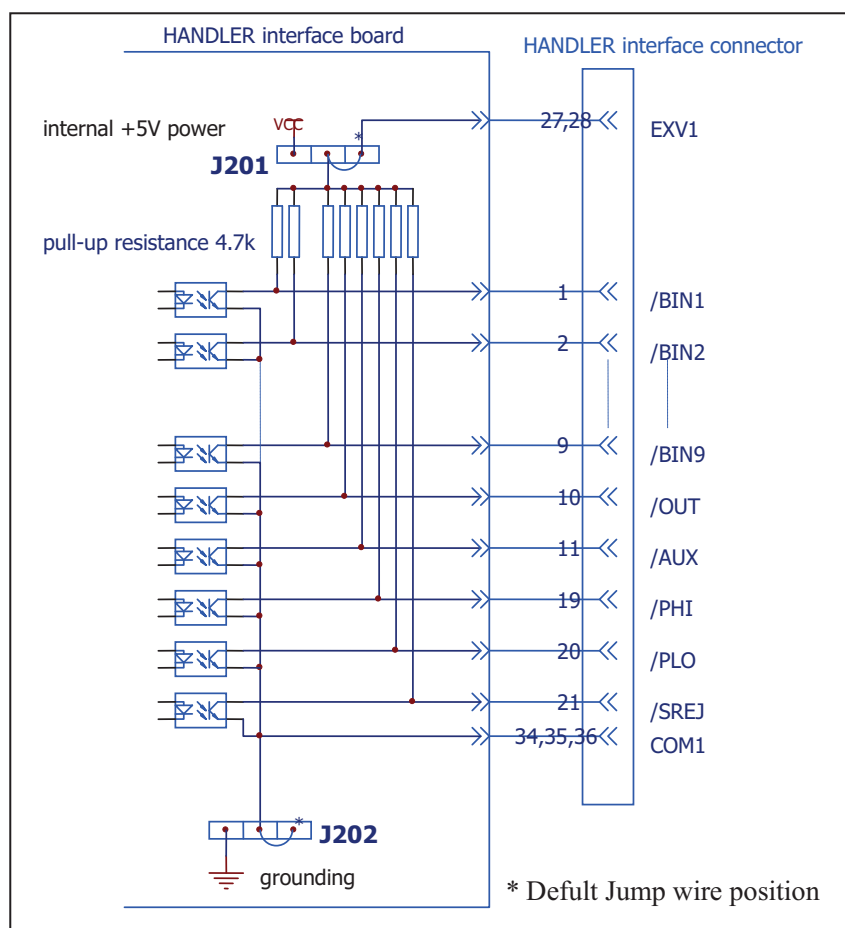 HANDLER interface board
HANDLER interface connector
internal +5V power
VCC
*
27,28
EXV1
J201
pull-up resistance 4.7k
1
/BIN1
2
/BIN2
9
/BIN9
10
/OUT
11
/AUX
19
/PHI
20
/PLO
21
/SREJ
34,35,36
COM1
*
J202
grounding
* Defult Jump wire position